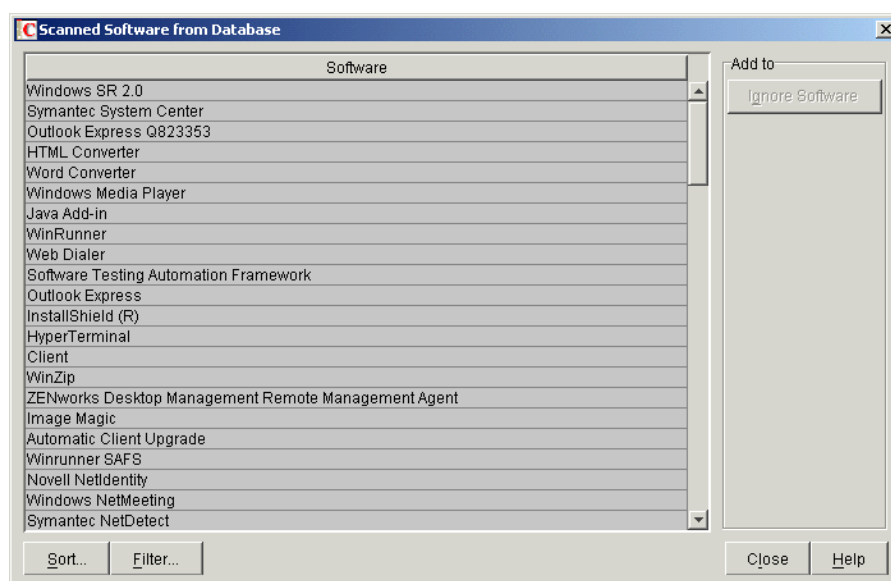 Scanned Software from Database
Software
Windows SR 2.0
Symantec System Center
Outlook Express Q823353
HTML Converter
Word Converter
Windows Media Player
Java Add-in
WinRunner
Web Dialer
Software Testing Automation Framework
Outlook Express
InstallShield (R)
HyperTerminal
Client
WinZip
ZENworks Desktop Management Remote Management Agent
Image Magic
Automatic Client Upgrade
Winrunner SAFS
Novell NetIdentity
Windows NetMeeting
Symantec NetDetect
Add to
Ignore Software
Sort... Filter... Close Help